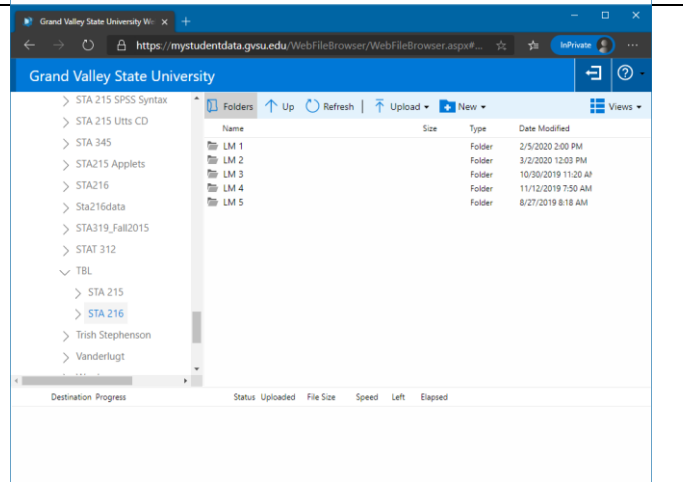 Grand Valley State University We
https://mystudentdata.gvsu.edu/WebFileBrowser/WebFileBrowser.aspx#...
InPrivate
Grand Valley State University
STA 215 SPSS Syntax
STA 215 Utts CD
STA 345
STA215 Applets
STA216
Sta216data
STA319_Fall2015
STAT 312
TBL
STA 215
STA 216
Trish Stephenson
Vanderlugt
Folders Up Refresh Upload New Views
Name Size Type Date Modified
LM 1 Folder 2/5/2020 2:00 PM
LM 2 Folder 3/2/2020 12:03 PM
LM 3 Folder 10/30/2019 11:20 AM
LM 4 Folder 11/12/2019 7:50 AM
LM 5 Folder 8/27/2019 8:18 AM
Destination Progress Status Uploaded File Size Speed Left Elapsed